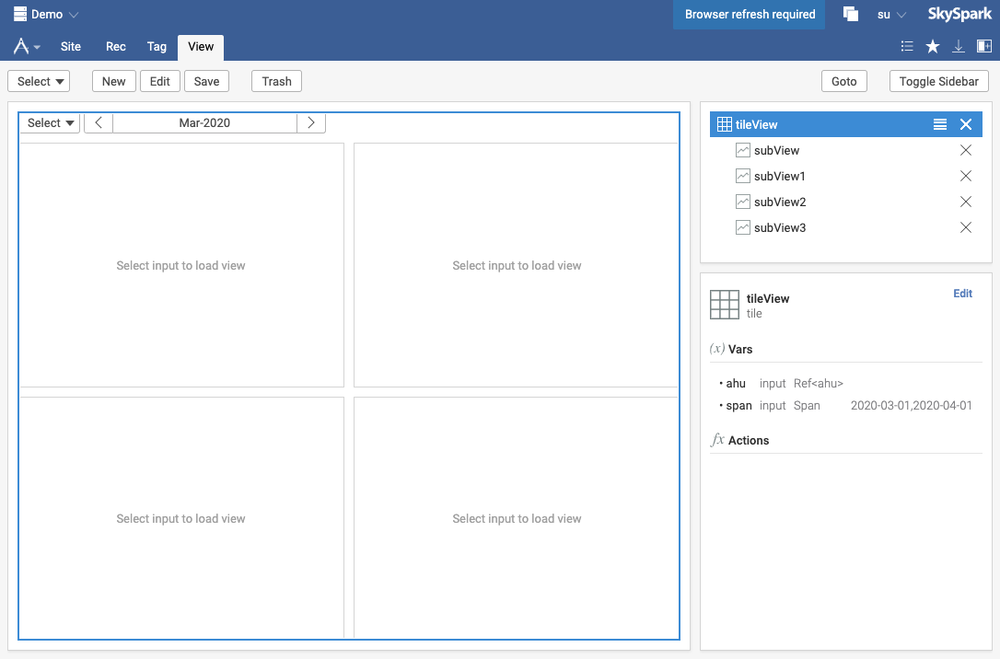 Demo
Browser refresh required
su
SkySpark
Site Rec Tag View
Select New Edit Save Trash Goto Toggle Sidebar
Select Mar-2020
Select input to load view Select input to load view
Select input to load view Select input to load view
tileView
subView
subView1
subView2
subView3
tileView Edit
tile
(x) Vars
• ahu input Ref<ahu>
• span input Span 2020-03-01,2020-04-01
fx Actions